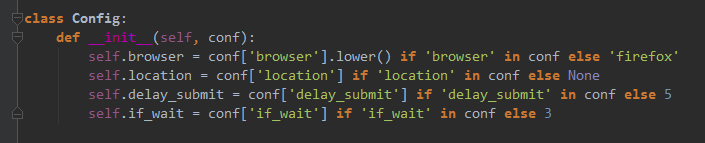 class Config:
    def __init__(self, conf):
        self.browser = conf['browser'].lower() if 'browser' in conf else 'firefox'
        self.location = conf['location'] if 'location' in conf else None
        self.delay_submit = conf['delay_submit'] if 'delay_submit' in conf else 5
        self.if_wait = conf['if_wait'] if 'if_wait' in conf else 3